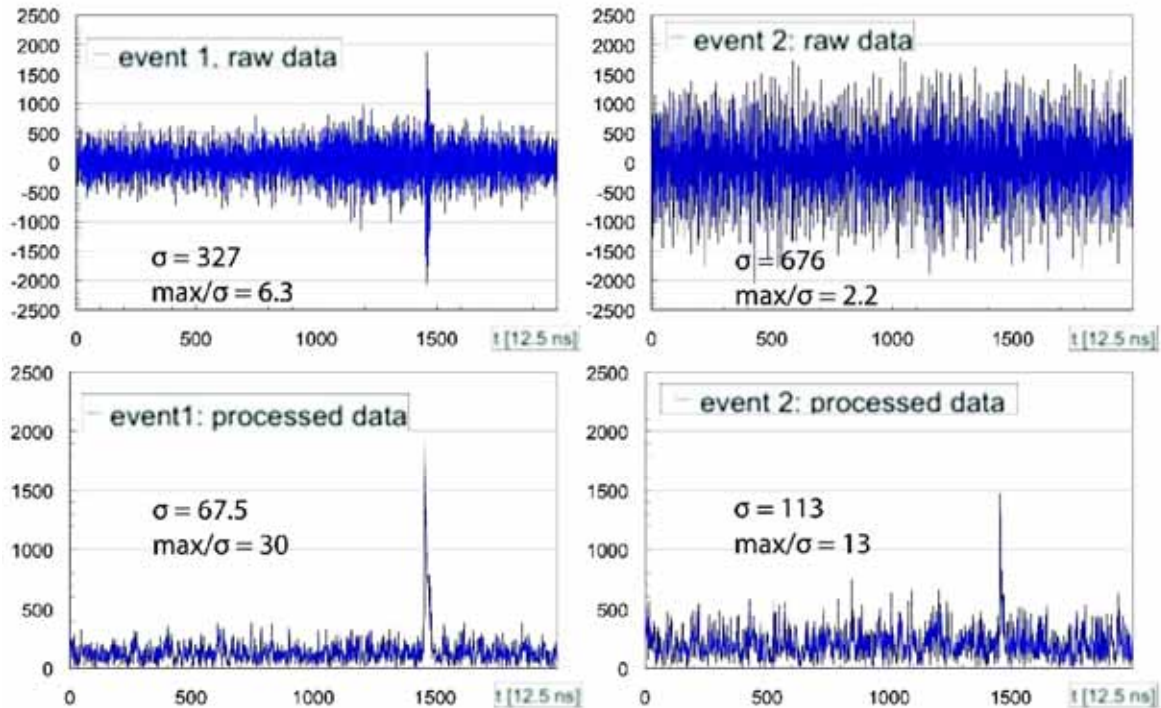 event 1. raw data
2500
2000
1500
1000
500
0
-500
-1000
-1500
-2000
-2500
σ = 327
max/σ = 6.3
0 500 1000 1500 t [12.5 ns]
event 2: raw data
2500
2000
1500
1000
500
0
-500
-1000
-1500
-2000
-2500
σ = 676
max/σ = 2.2
0 500 1000 1500 t [12.5 ns]
event1: processed data
2500
2000
1500
1000
500
0
σ = 67.5
max/σ = 30
0 500 1000 1500 t [12.5 ns]
event 2: processed data
2500
2000
1500
1000
500
0
σ = 113
max/σ = 13
0 500 1000 1500 t [12.5 ns]